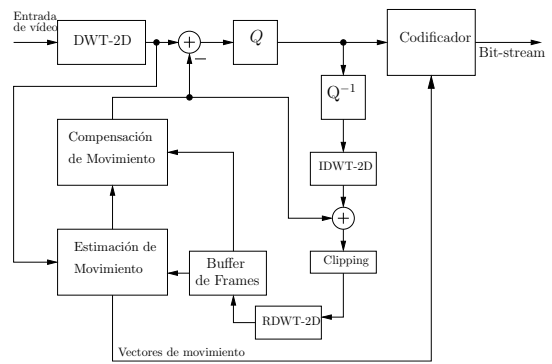 Entrada
de vídeo
DWT-2D
+
−
Q
Codificador
Bit-stream
Q⁻¹
Compensación
de Movimiento
IDWT-2D
+
Estimación de
Movimiento
Buffer
de Frames
Clipping
RDWT-2D
Vectores de movimiento